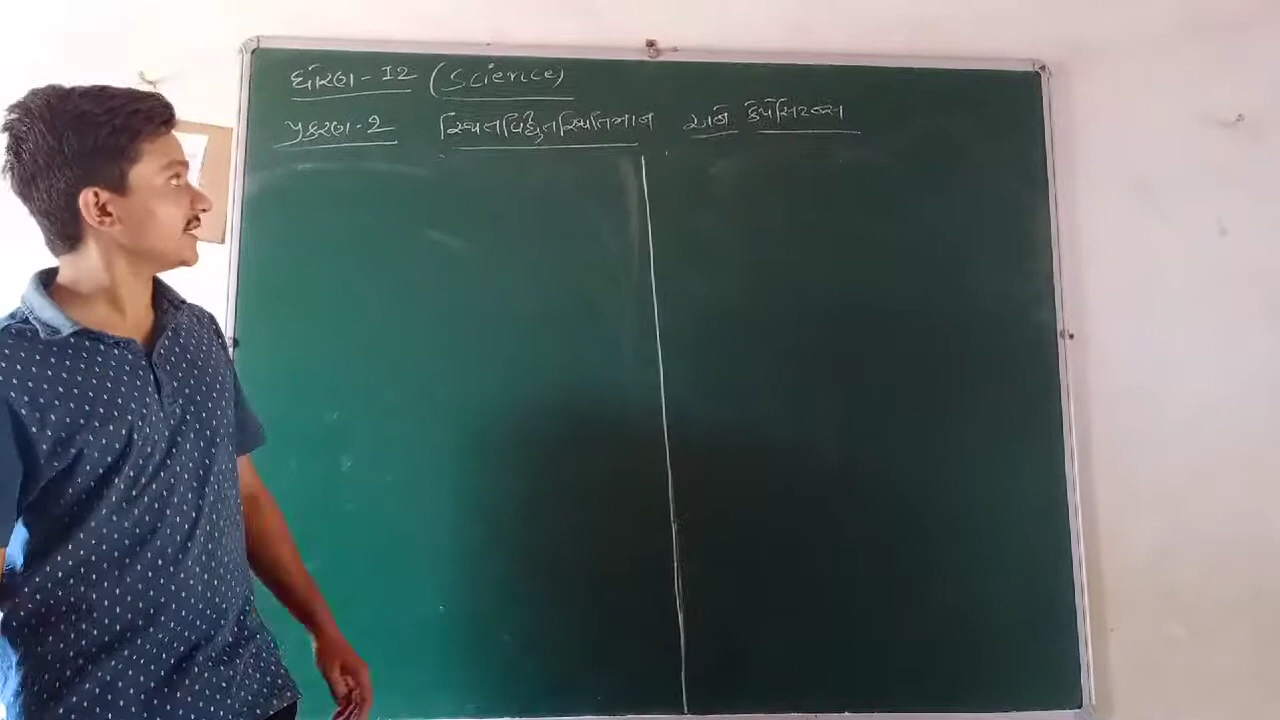 ધોરણ - 12 (Science)
પ્રકરણ - 2 સ્થિતવિદ્યુતસ્થિતિમાન અને કેપેસિટન્સ